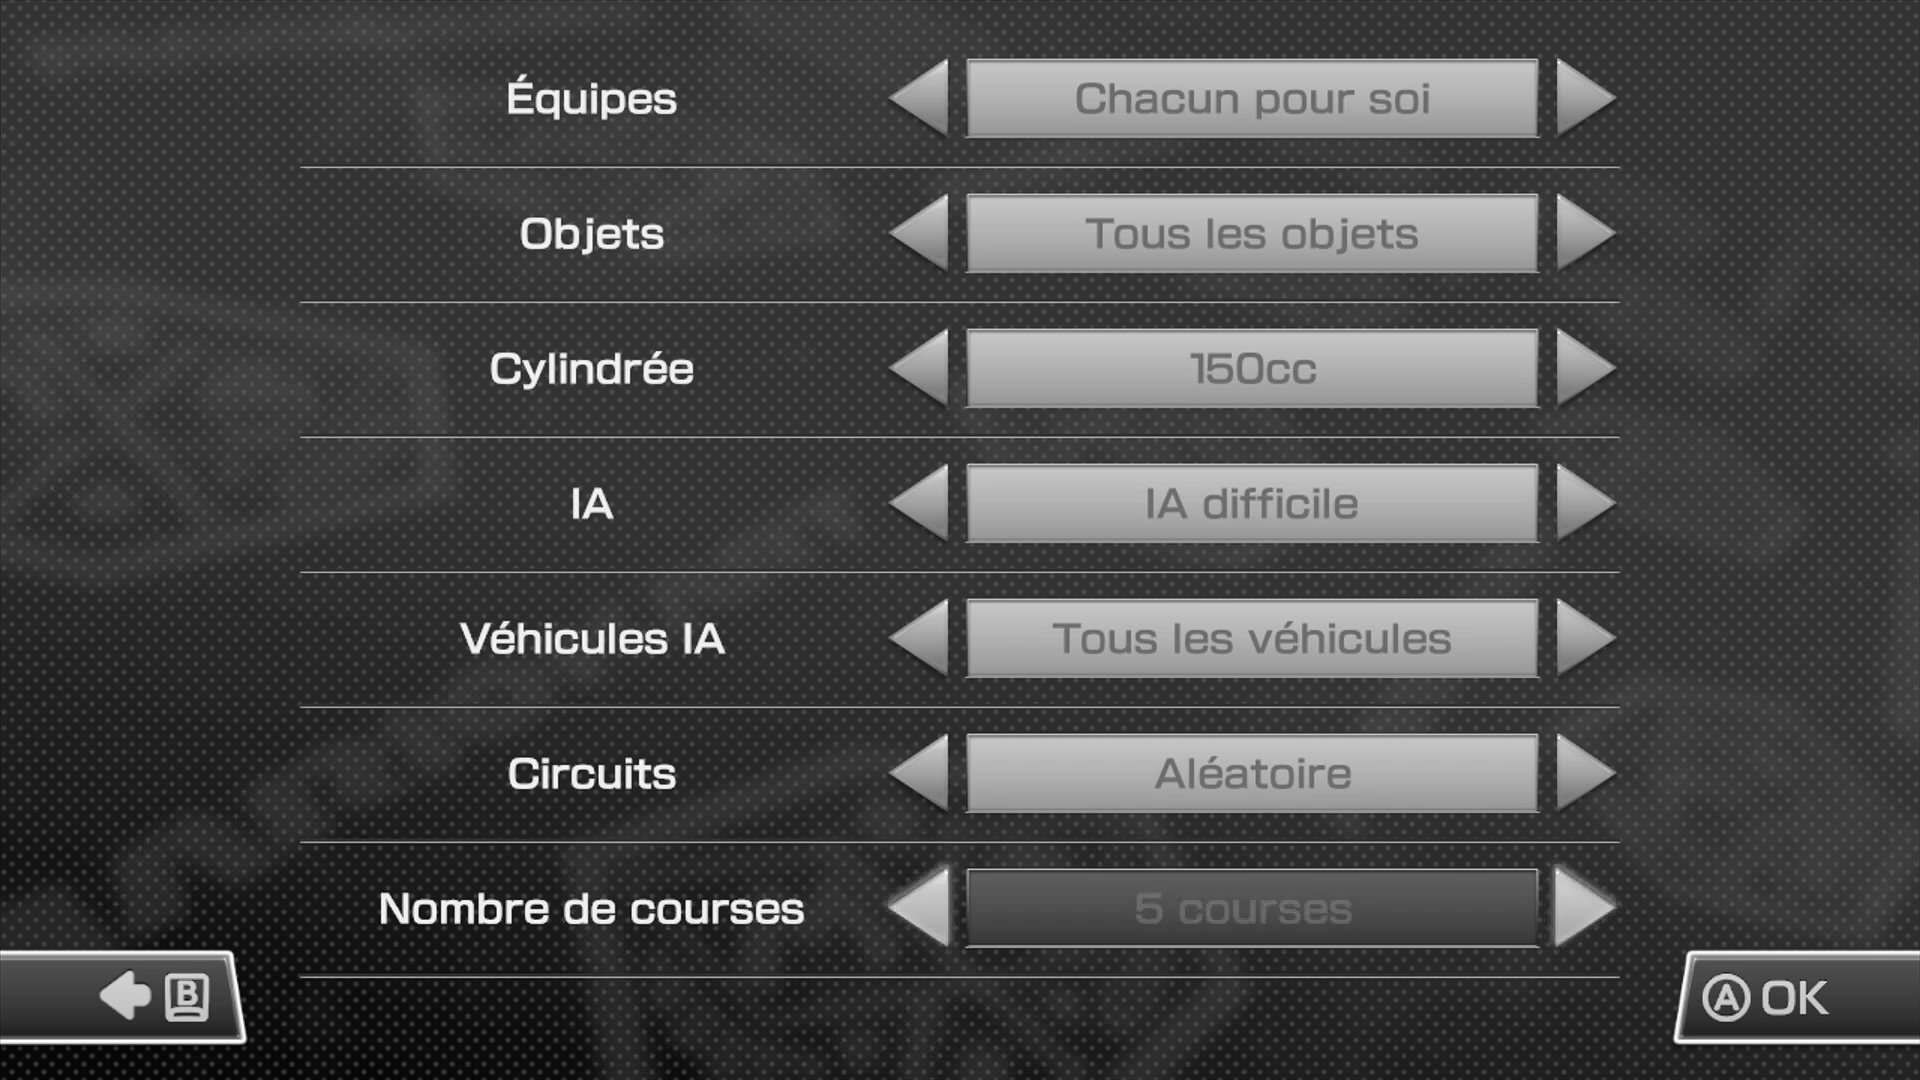 Équipes
Chacun pour soi
Objets
Tous les objets
Cylindrée
150cc
IA
IA difficile
Véhicules IA
Tous les véhicules
Circuits
Aléatoire
Nombre de courses
5 courses
B
A OK